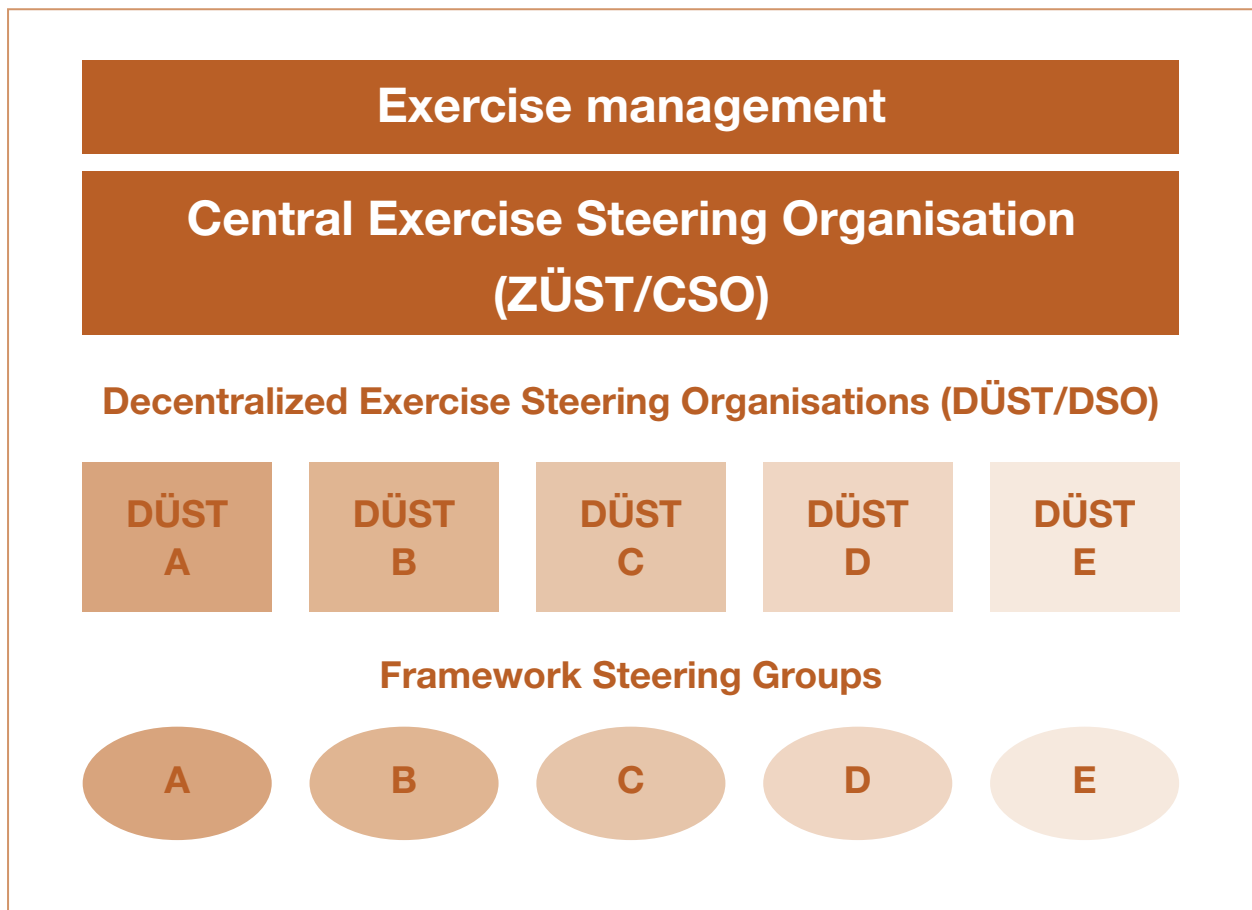 Exercise management
Central Exercise Steering Organisation
(ZÜST/CSO)
Decentralized Exercise Steering Organisations (DÜST/DSO)
DÜST
A
DÜST
B
DÜST
C
DÜST
D
DÜST
E
Framework Steering Groups
A
B
C
D
E